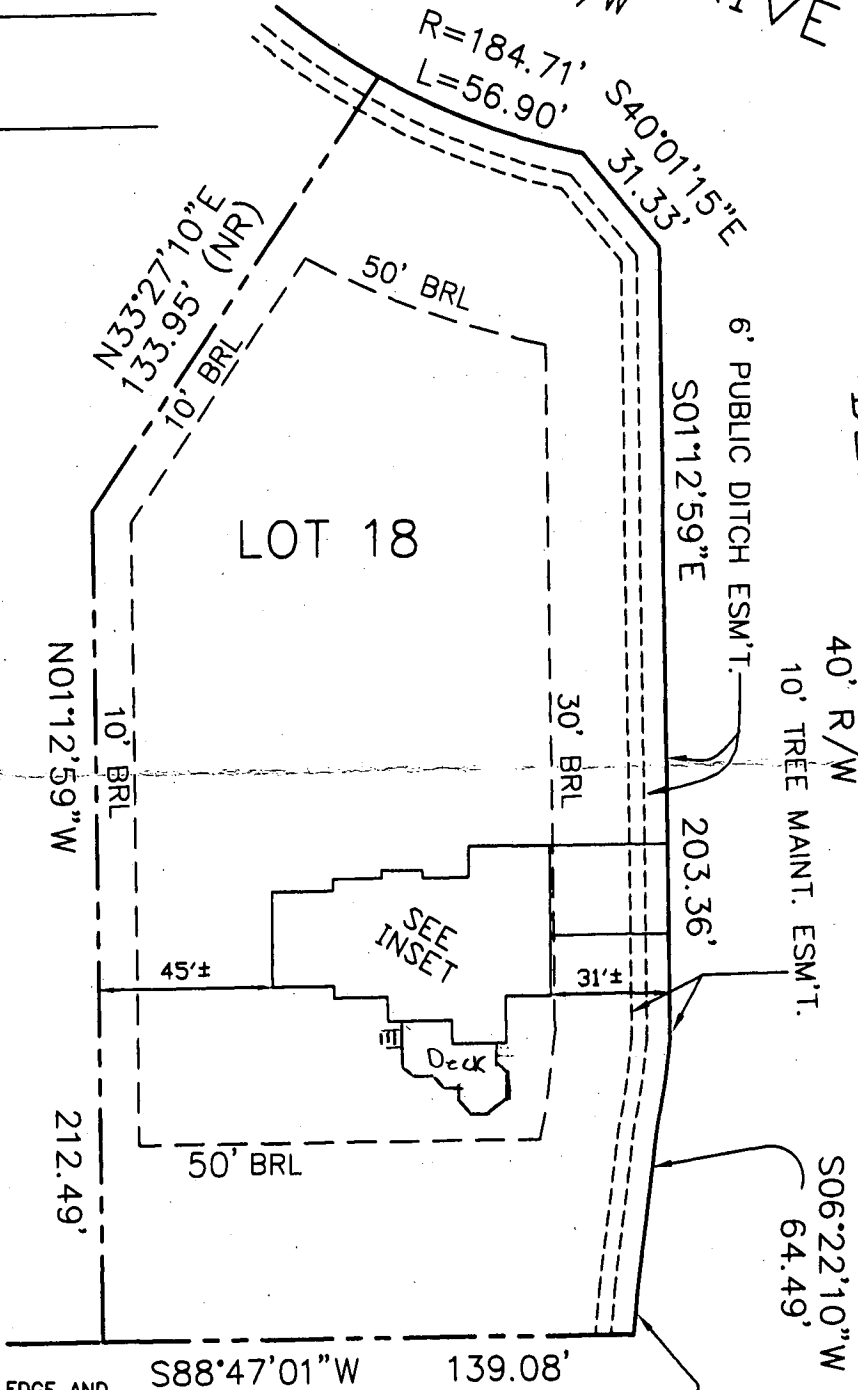 VE
R=184.71'
L=56.90'
S40°01'15"E
31.33'
N33°27'10"E
133.95' (NR)
50' BRL
10' BRL
6' PUBLIC DITCH ESM'T.
S01°12'59"E
LOT 18
40' R/W
10' TREE MAINT. ESM'T.
N01°12'59"W
10' BRL
30' BRL
203.36'
SEE
INSET
45'±
31'±
Deck
212.49'
50' BRL
S06°22'10"W
64.49'
EDGE AND
S88°47'01"W 139.08'